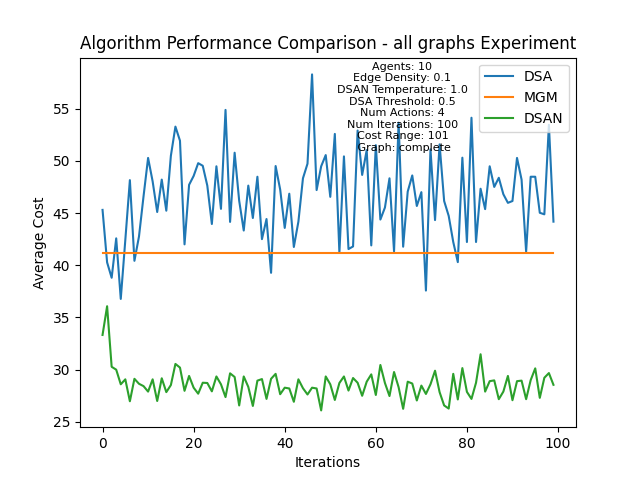 Algorithm Performance Comparison - all graphs Experiment
Agents: 10
Edge Density: 0.1
DSAN Temperature: 1.0
DSA Threshold: 0.5
Num Actions: 4
Num Iterations: 100
Cost Range: 101
Graph: complete
DSA
MGM
DSAN
Average Cost
55
50
45
40
35
30
25
0
20
40
60
80
100
Iterations